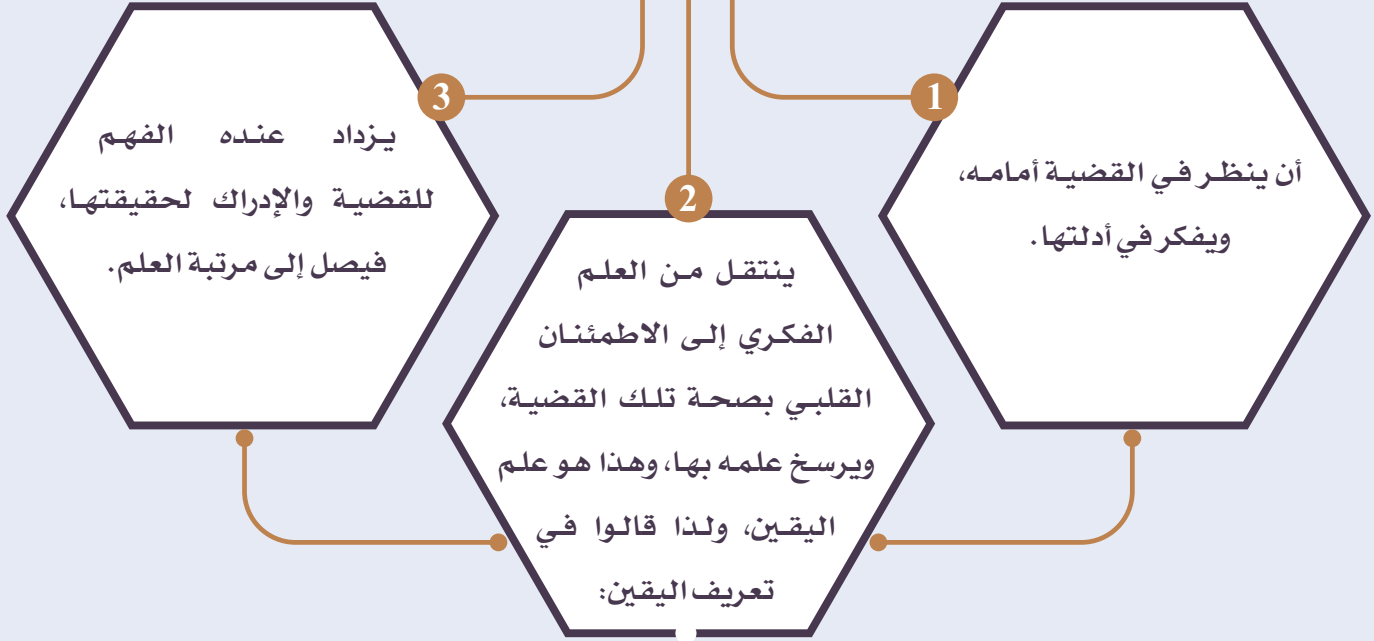 1
أن ينظر في القضية أمامه،
ويفكر في أدلتها.
2
ينتقل من العلم
الفكري إلى الاطمئنان
القلبي بصحة تلك القضية،
ويرسخ علمه بها، وهذا هو علم
اليقين، ولذا قالوا في
تعريف اليقين:
3
يزداد عنده الفهم
للقضية والإدراك لحقيقتها،
فيصل إلى مرتبة العلم.